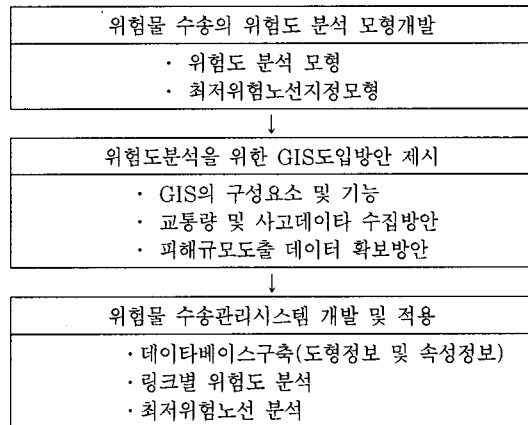 위험물 수송의 위험도 분석 모형개발
· 위험도 분석 모형
· 최저위험노선지정모형
↓
위험도분석을 위한 GIS도입방안 제시
· GIS의 구성요소 및 기능
· 교통량 및 사고데이타 수집방안
· 피해규모도출 데이터 확보방안
↓
위험물 수송관리시스템 개발 및 적용
· 데이타베이스구축(도형정보 및 속성정보)
· 링크별 위험도 분석
· 최저위험노선 분석